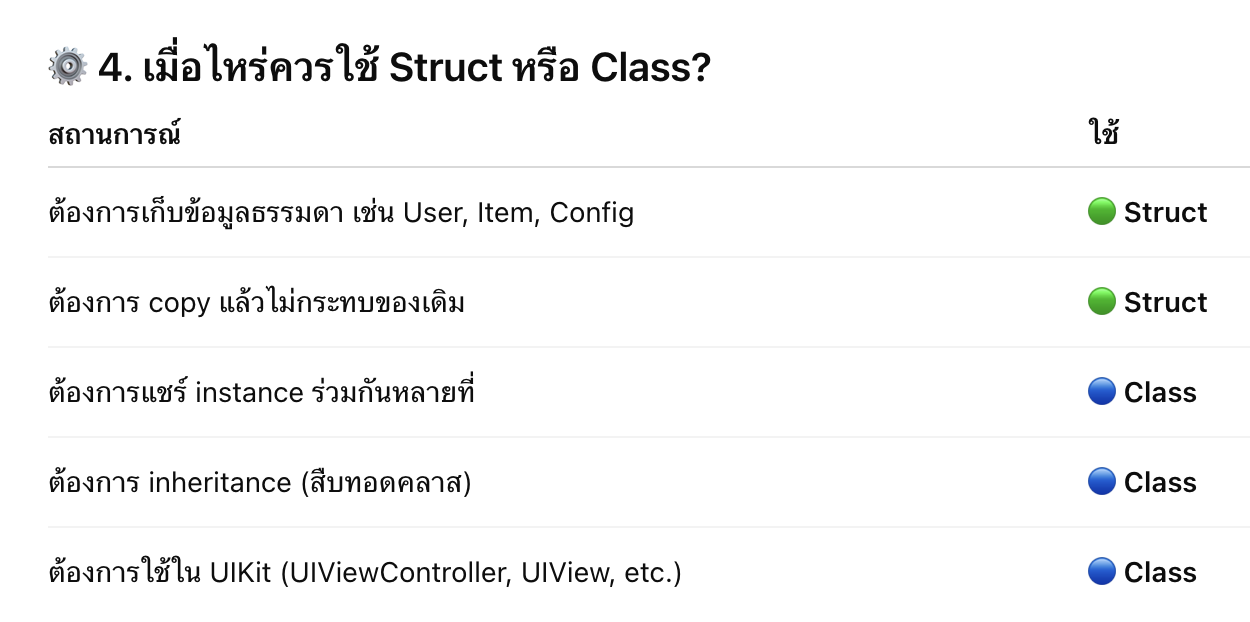 ⚙️ 4. เมื่อไหร่ควรใช้ Struct หรือ Class?
สถานการณ์ ใช้
ต้องการเก็บข้อมูลธรรมดา เช่น User, Item, Config 🟢 Struct
ต้องการ copy แล้วไม่กระทบของเดิม 🟢 Struct
ต้องการแชร์ instance ร่วมกันหลายที่ 🔵 Class
ต้องการ inheritance (สืบทอดคลาส) 🔵 Class
ต้องการใช้ใน UIKit (UIViewController, UIView, etc.) 🔵 Class